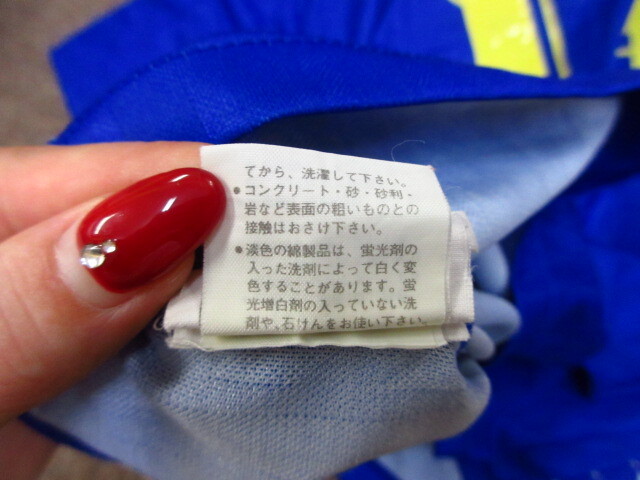 てから、洗濯して下さい。
●コンクリート・砂・砂利・
岩など表面の粗いものとの
接触はおさけ下さい。
●淡色の綿製品は、蛍光剤の
入った洗剤によって白く変
色することがあります。蛍
光増白剤の入っていない洗
剤や、石けんをお使い下さい。